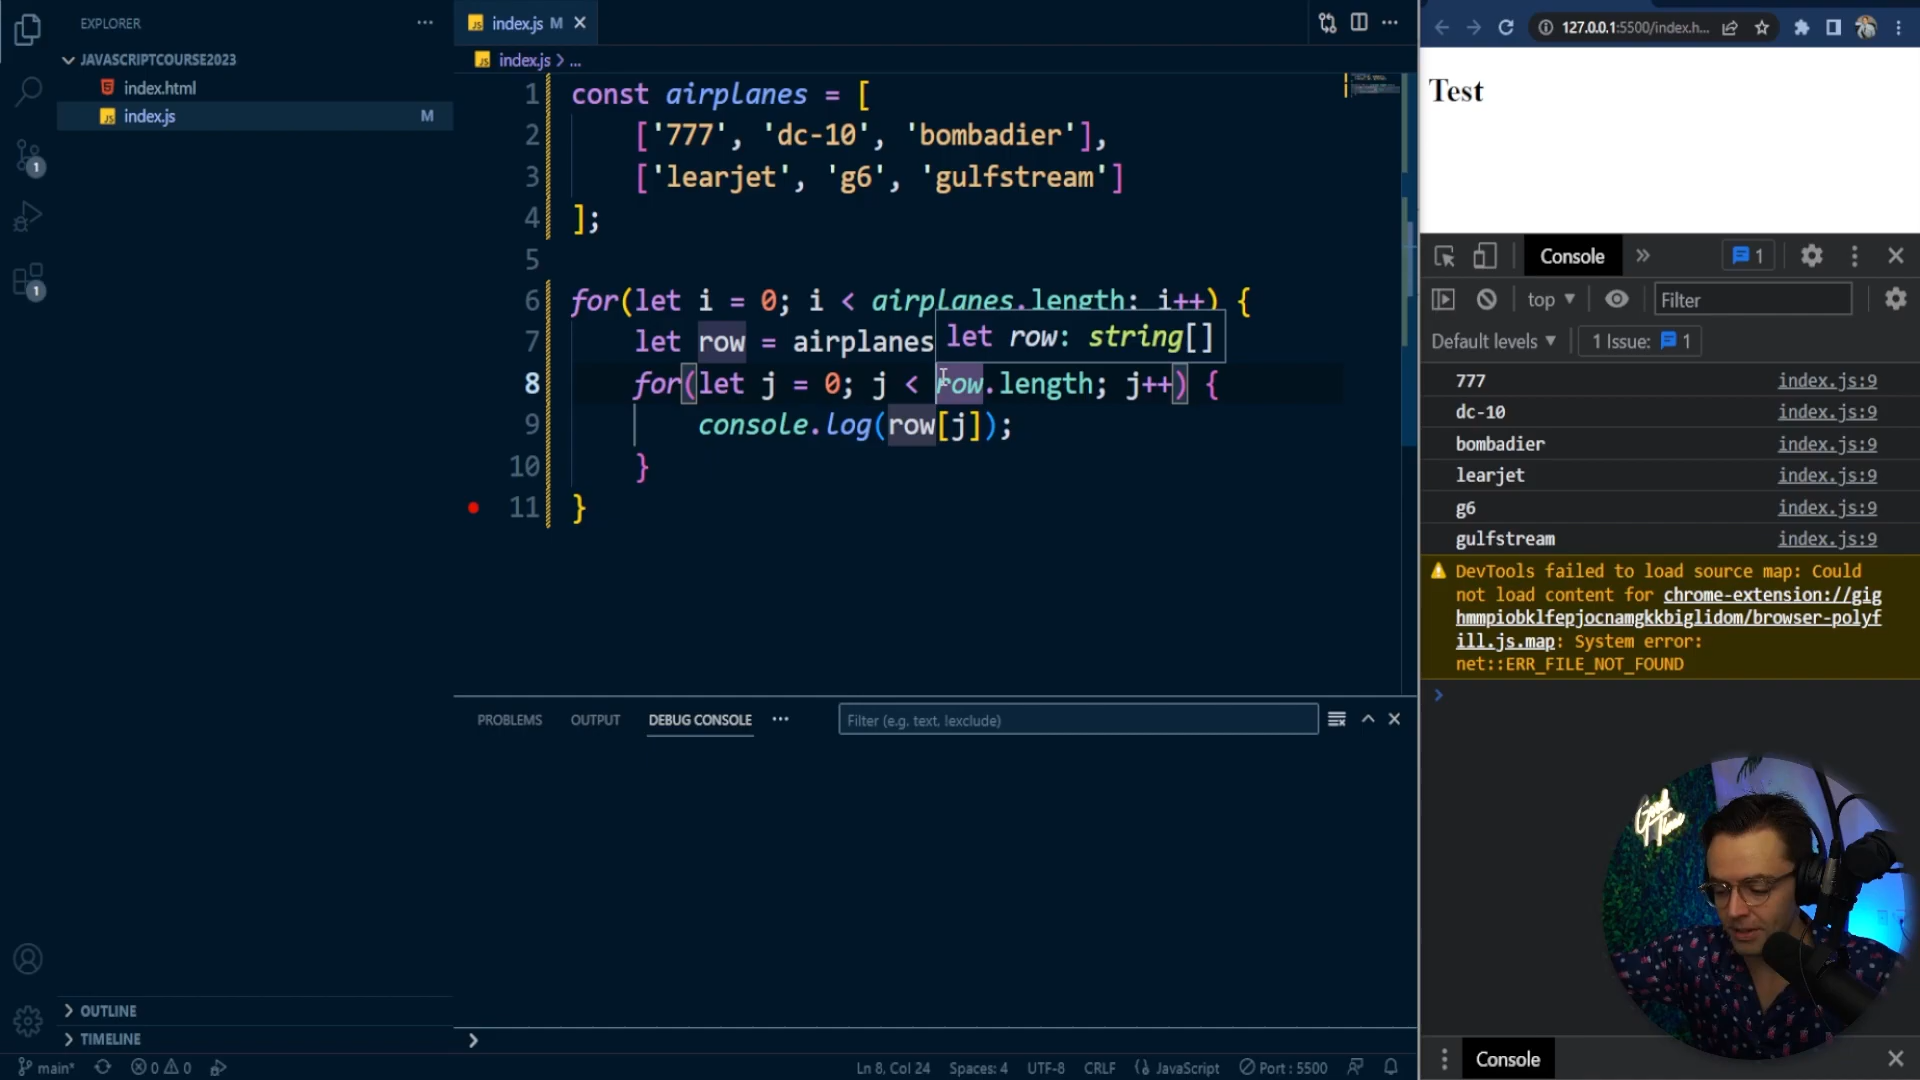 EXPLORER
JAVASCRIPTCOURSE2023
index.html
index.js
M
1
1
OUTLINE
TIMELINE
index.js M
index.js > ...
1 const airplanes = [
2 ['777', 'dc-10', 'bombadier'],
3 ['learjet', 'g6', 'gulfstream']
4 ];
5
6 for(let i = 0; i < airplanes.length; i++) {
7 let row = airplanes
let row: string[]
8 for(let j = 0; j < row.length; j++) {
9 console.log(row[j]);
10 }
11 }
PROBLEMS OUTPUT DEBUG CONSOLE
Filter (e.g. text, !exclude)
main* 0 0
Ln 8, Col 24 Spaces: 4 UTF-8 CRLF JavaScript Port : 5500
127.0.0.1:5500/index.h...
Test
Console 1
top Filter
Default levels 1 Issue: 1
777 index.js:9
dc-10 index.js:9
bombadier index.js:9
learjet index.js:9
g6 index.js:9
gulfstream index.js:9
DevTools failed to load source map: Could
not load content for chrome-extension://gig
hmmpiobklfepjocnamgkkbiglidom/browser-polyf
ill.js.map: System error:
net::ERR_FILE_NOT_FOUND
Good
Time
Console